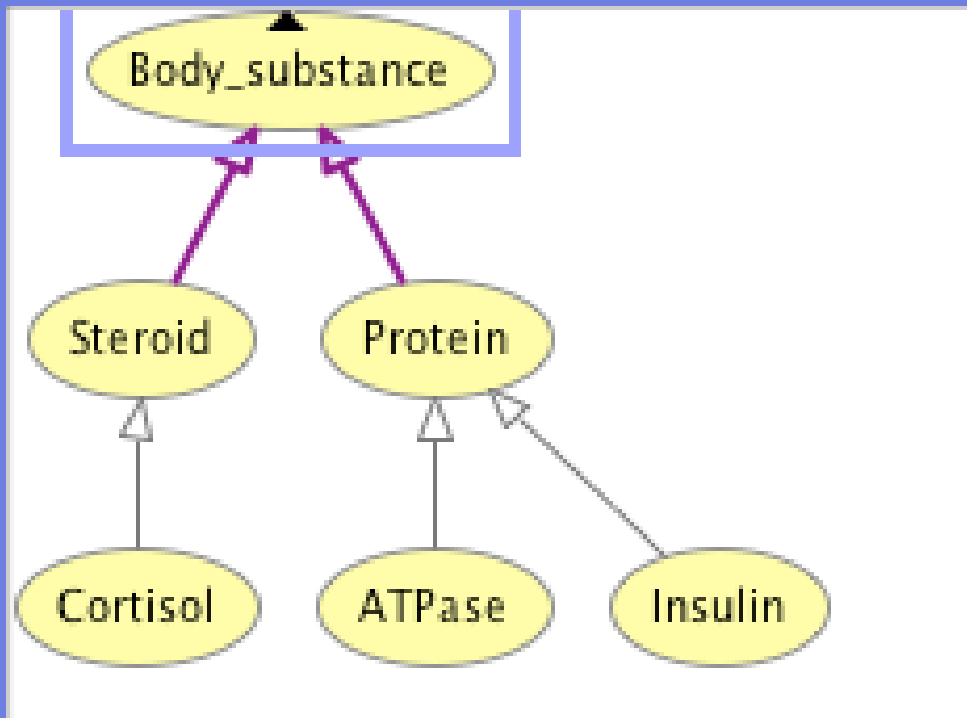 Body_substance
Steroid
Protein
Cortisol
ATPase
Insulin